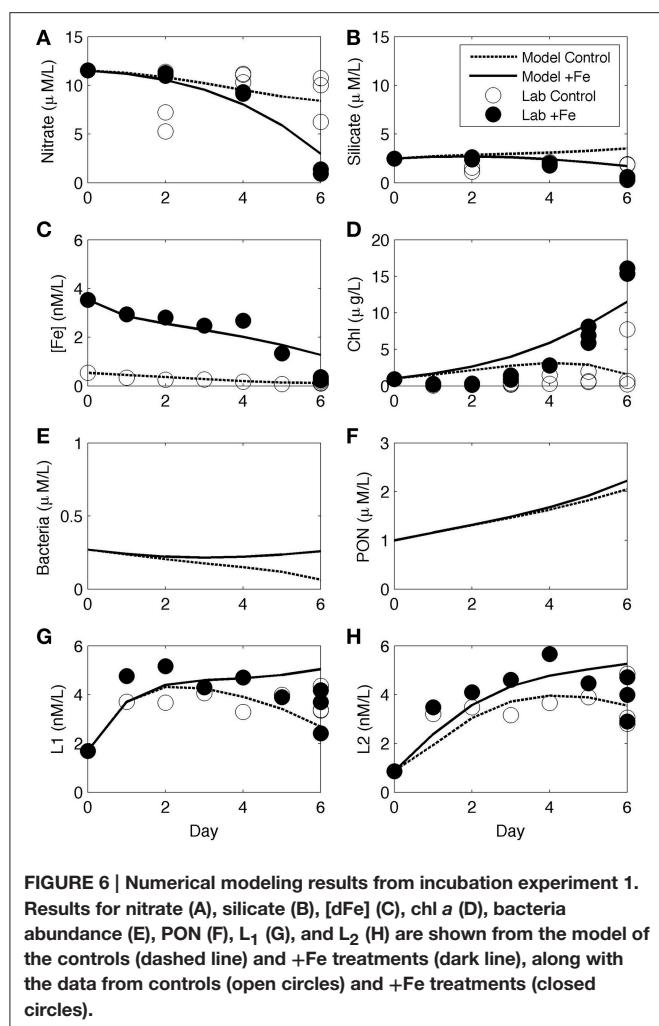 A
B
15
10
5
0
Nitrate (μ M/L)
0 2 4 6
15
10
5
0
Silicate (μ M/L)
0 2 4 6
Model Control
Model +Fe
Lab Control
Lab +Fe
C
D
6
4
2
0
[Fe] (nM/L)
0 2 4 6
20
15
10
5
0
Chl (μ g/L)
0 2 4 6
E
F
1
0.5
0
Bacteria (μ M/L)
0 2 4 6
3
2
1
0
PON (μ M/L)
0 2 4 6
G
H
6
4
2
0
L1 (nM/L)
0 2 4 6
Day
6
4
2
0
L2 (nM/L)
0 2 4 6
Day
FIGURE 6 | Numerical modeling results from incubation experiment 1.
Results for nitrate (A), silicate (B), [dFe] (C), chl a (D), bacteria
abundance (E), PON (F), L1 (G), and L2 (H) are shown from the model of
the controls (dashed line) and +Fe treatments (dark line), along with
the data from controls (open circles) and +Fe treatments (closed
circles).